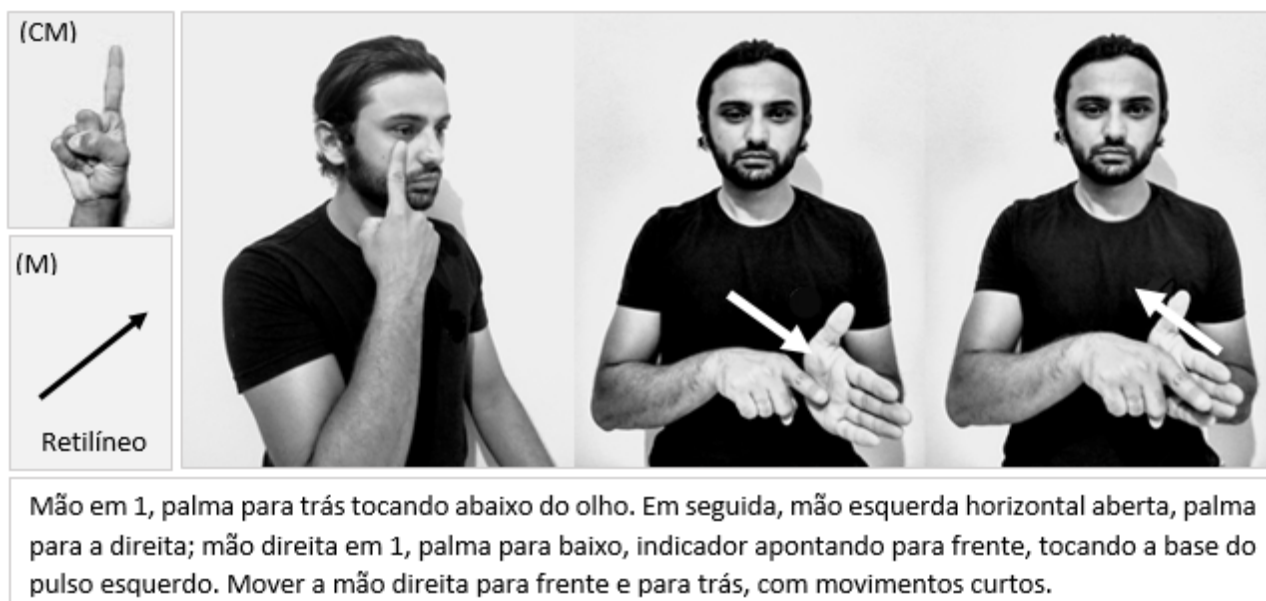 (CM)
(M)
Retilíneo
Mão em 1, palma para trás tocando abaixo do olho. Em seguida, mão esquerda horizontal aberta, palma
para a direita; mão direita em 1, palma para baixo, indicador apontando para frente, tocando a base do
pulso esquerdo. Mover a mão direita para frente e para trás, com movimentos curtos.